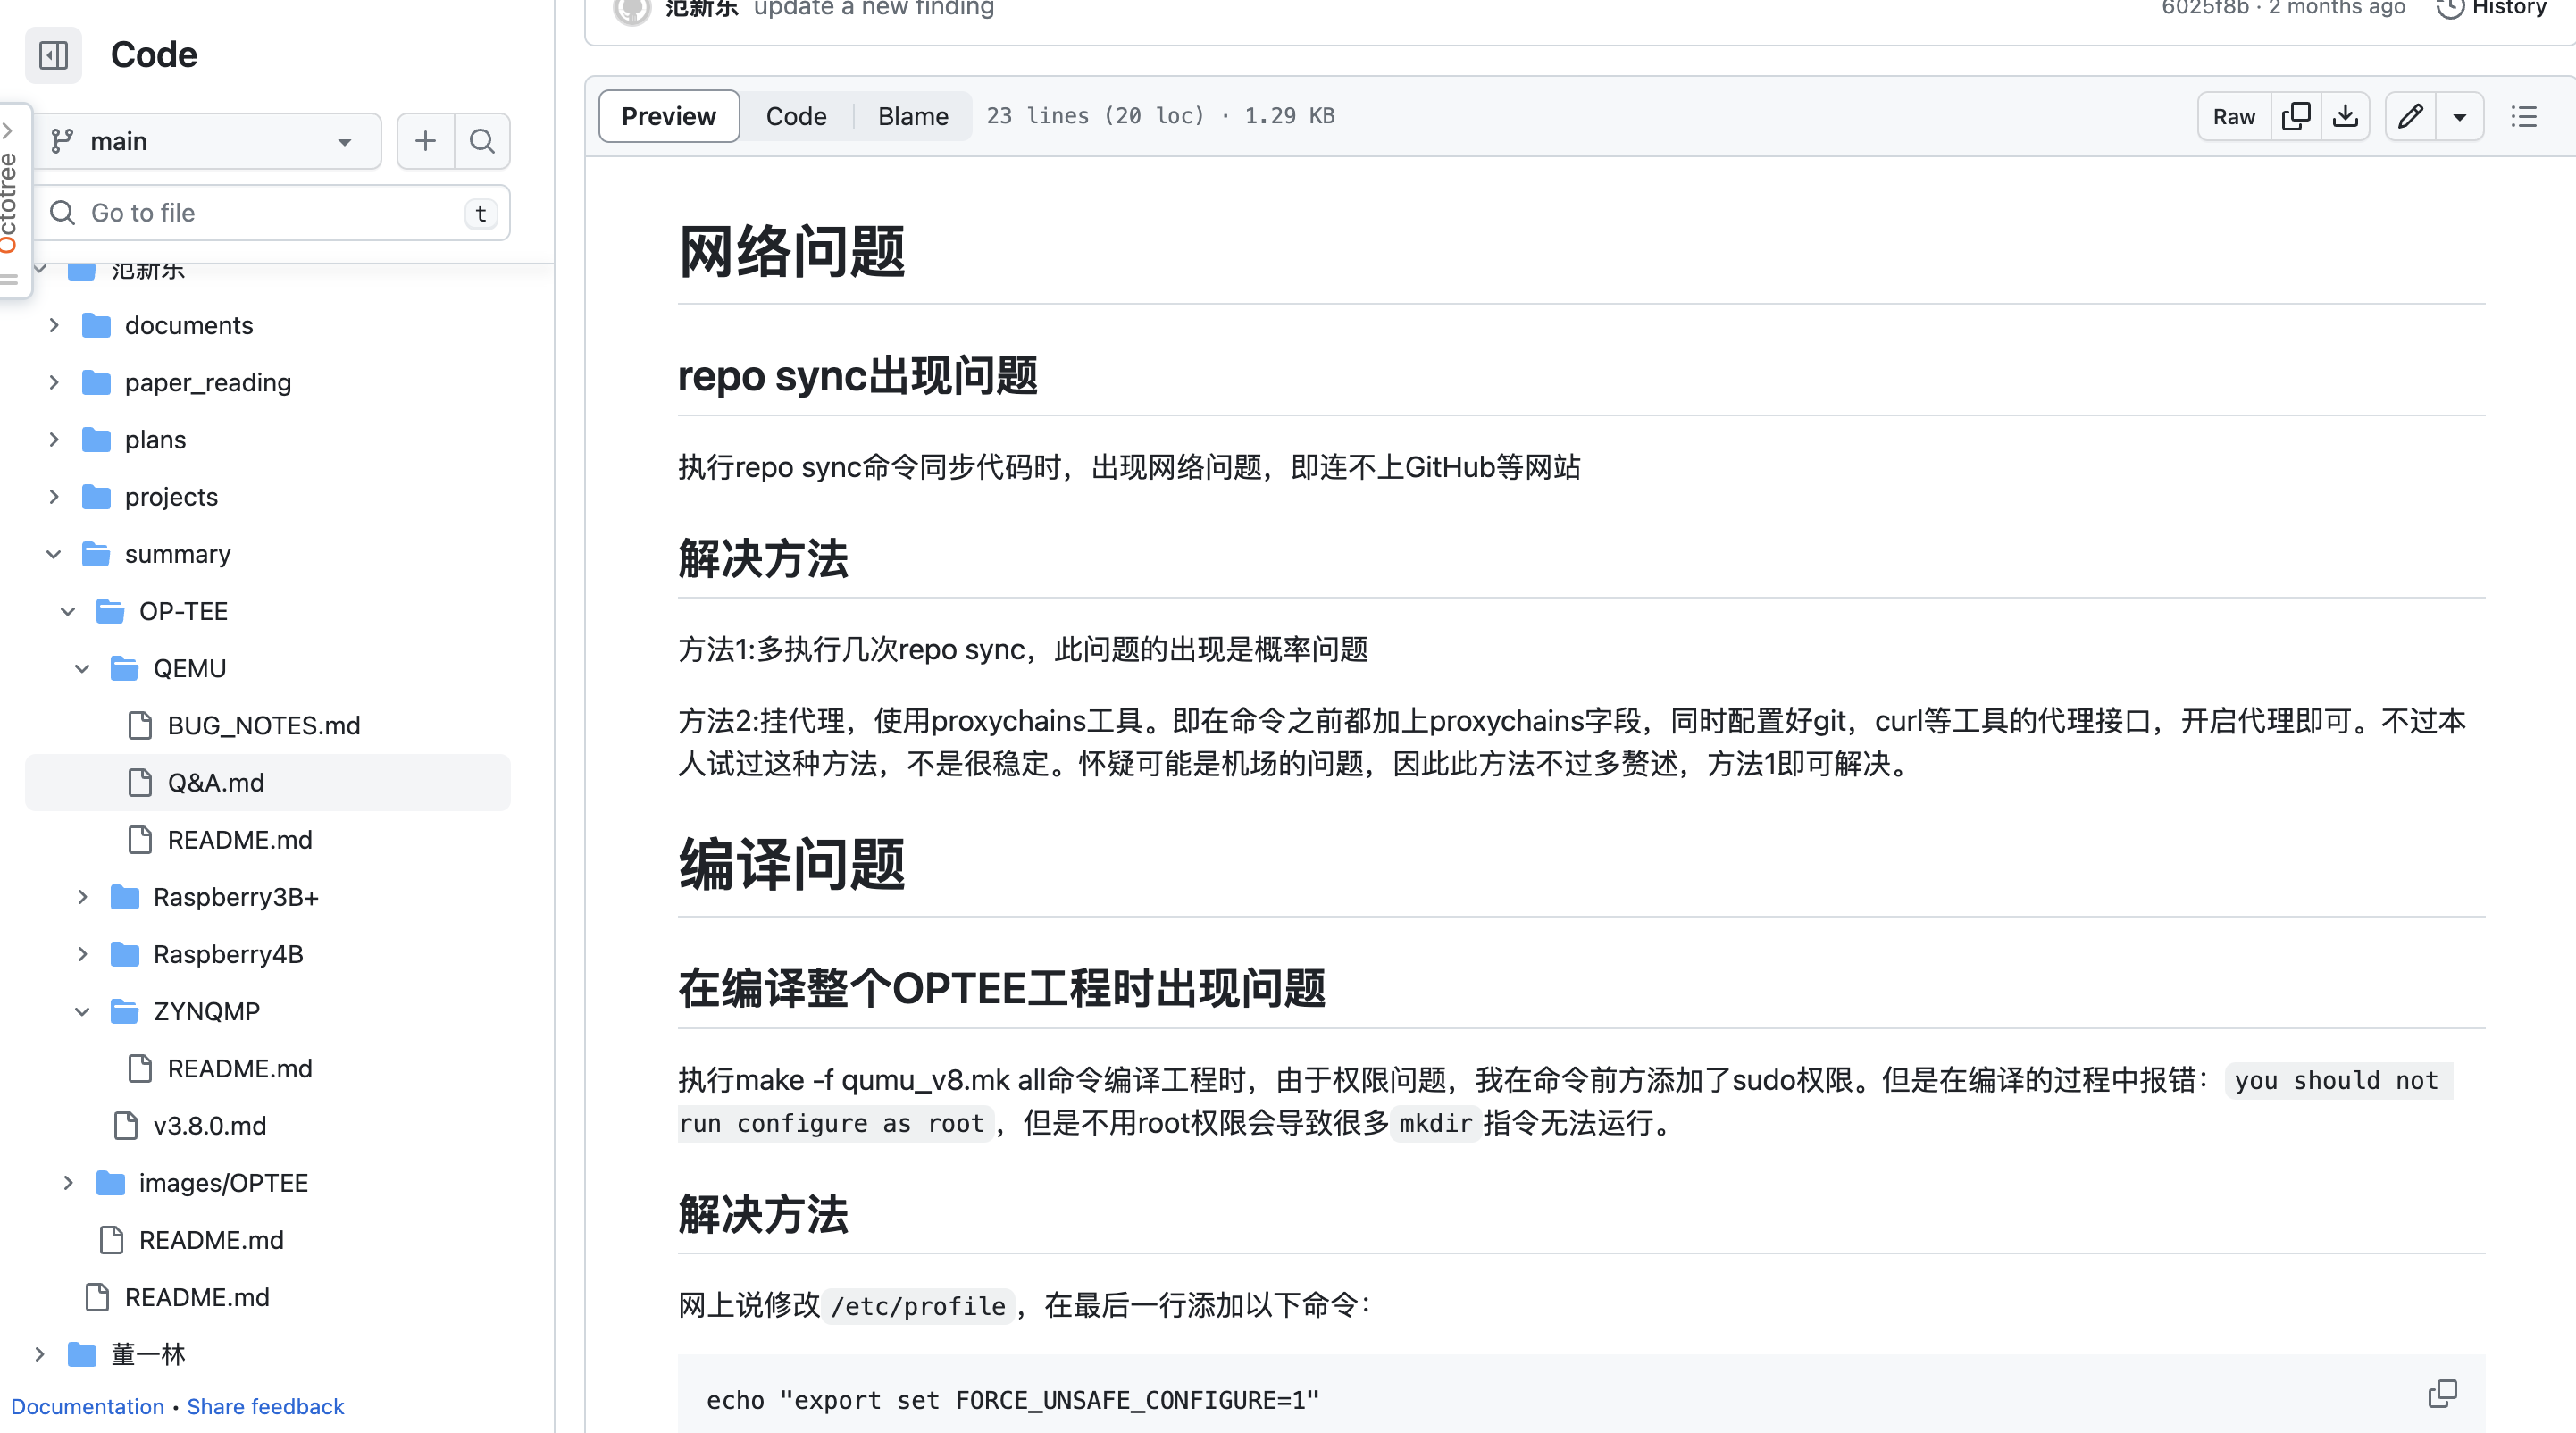 范新东 update a new finding
6025f8b · 2 months ago
History
Code
main
Go to file
t
Octotree
范新东
documents
paper_reading
plans
projects
summary
OP-TEE
QEMU
BUG_NOTES.md
Q&A.md
README.md
Raspberry3B+
Raspberry4B
ZYNQMP
README.md
v3.8.0.md
images/OPTEE
README.md
README.md
董一林
Documentation • Share feedback
Preview
Code
Blame
23 lines (20 loc) · 1.29 KB
Raw
网络问题
repo sync出现问题
执行repo sync命令同步代码时，出现网络问题，即连不上GitHub等网站
解决方法
方法1:多执行几次repo sync，此问题的出现是概率问题
方法2:挂代理，使用proxychains工具。即在命令之前都加上proxychains字段，同时配置好git，curl等工具的代理接口，开启代理即可。不过本
人试过这种方法，不是很稳定。怀疑可能是机场的问题，因此此方法不过多赘述，方法1即可解决。
编译问题
在编译整个OPTEE工程时出现问题
执行make -f qumu_v8.mk all命令编译工程时，由于权限问题，我在命令前方添加了sudo权限。但是在编译的过程中报错：you should not
run configure as root，但是不用root权限会导致很多mkdir指令无法运行。
解决方法
网上说修改/etc/profile，在最后一行添加以下命令：
echo "export set FORCE_UNSAFE_CONFIGURE=1"